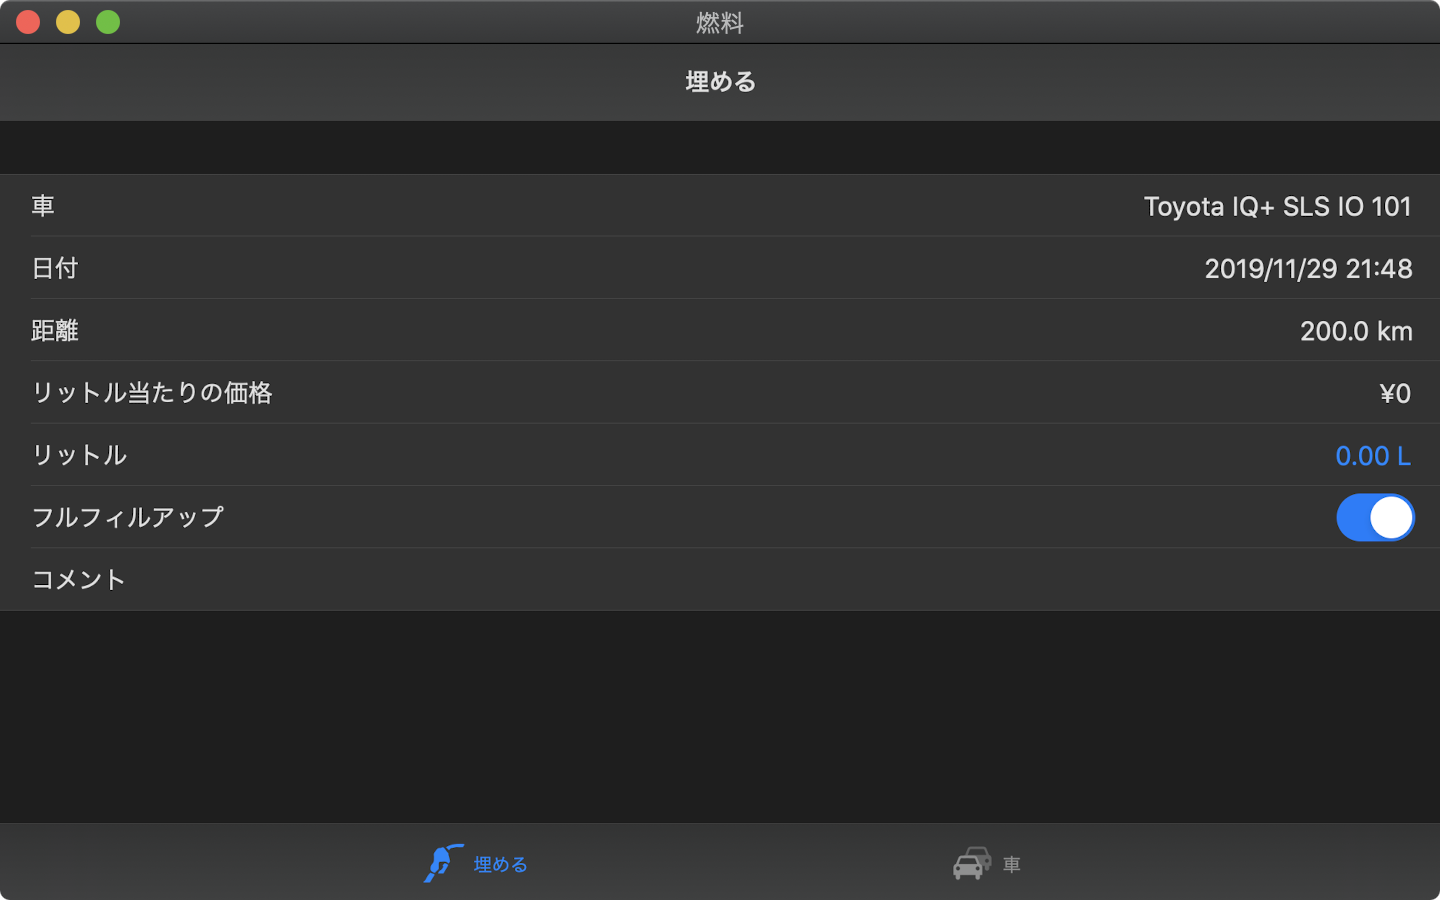 燃料
埋める
車 Toyota IQ+ SLS IO 101
日付 2019/11/29 21:48
距離 200.0 km
リットル当たりの価格 ¥0
リットル 0.00 L
フルフィルアップ
コメント
埋める 車